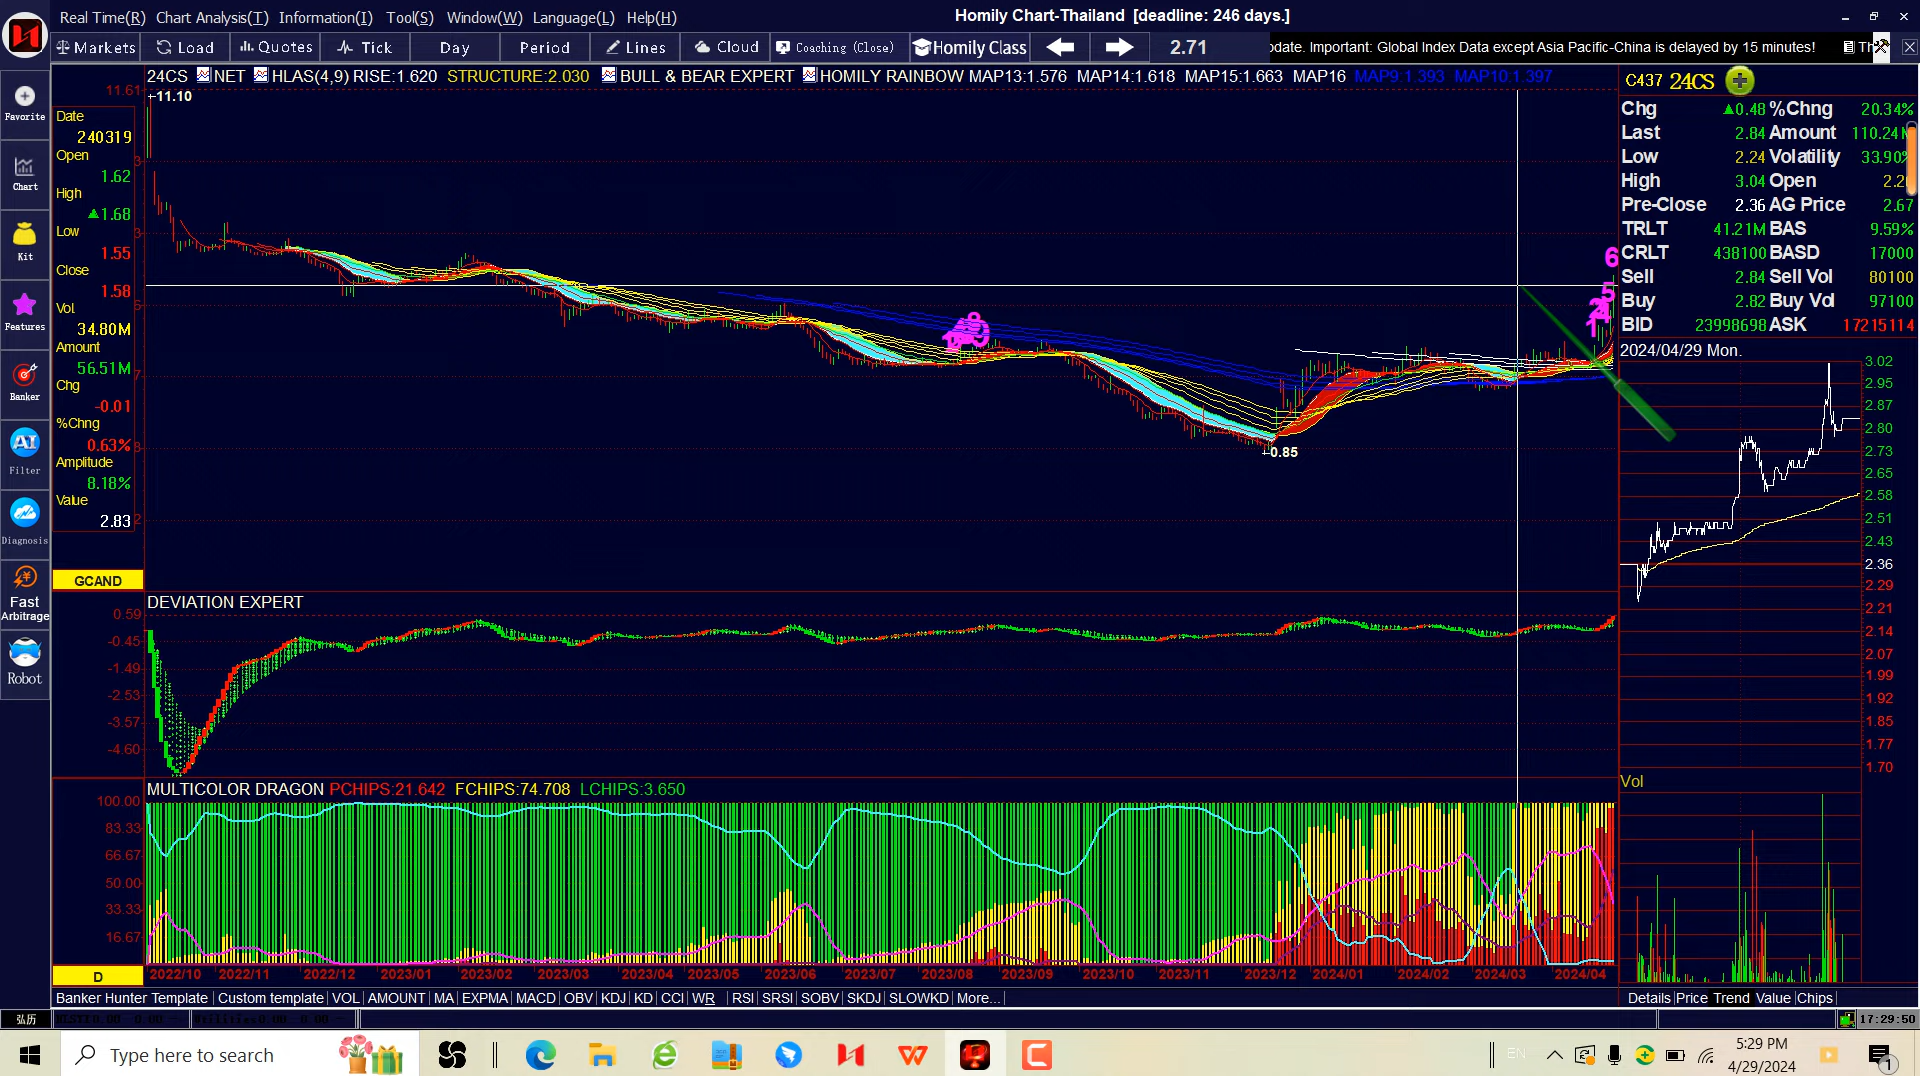 Real Time(R) Chart Analysis(T) Information(I) Tool(S) Window(W) Language(L) Help(H)
Homily Chart-Thailand [deadline: 246 days.]
Markets Load Quotes Tick Day Period Lines Cloud Coaching (Close) Homily Class 2.71
date. Important: Global Index Data except Asia Pacific-China is delayed by 15 minutes!
24CS NET HLAS(4,9) RISE:1.620 STRUCTURE:2.030 BULL & BEAR EXPERT HOMILY RAINBOW MAP13:1.576 MAP14:1.618 MAP15:1.663 MAP16 MAP9:1.393 MAP10:1.397
Favorite
Chart
Kit
Features
Banker
AI
Filter
Diagnosis
Fast
Arbitrage
Robot
Date
240319
Open
1.62
High
▲1.68
Low
1.55
Close
1.58
Vol
34.80M
Amount
56.51M
Chg
-0.01
%Chng
0.63%
Amplitude
8.18%
Value
2.83
GCAND
11.61
11.10
0.85
6
5
1
C437 24CS
Chg ▲0.48 %Chng 20.34%
Last 2.84 Amount 110.24M
Low 2.24 Volatility 33.90%
High 3.04 Open
Pre-Close 2.36 AG Price 2.67
TRLT 41.21M BAS 9.59%
CRLT 438100 BASD 17000
Sell 2.84 Sell Vol 80100
Buy 2.82 Buy Vol 97100
BID 23998698 ASK 17215114
2024/04/29 Mon.
3.02
2.95
2.87
2.80
2.73
2.65
2.58
2.51
2.43
2.36
2.29
2.21
2.14
2.07
1.99
1.92
1.85
1.77
1.70
Vol
DEVIATION EXPERT
0.59
-0.45
-1.49
-2.53
-3.57
-4.60
MULTICOLOR DRAGON PCHIPS:21.642 FCHIPS:74.708 LCHIPS:3.650
100.00
83.33
66.67
50.00
33.33
16.67
D
2022/10 2022/11 2022/12 2023/01 2023/02 2023/03 2023/04 2023/05 2023/06 2023/07 2023/08 2023/09 2023/10 2023/11 2023/12 2024/01 2024/02 2024/03 2024/04
Banker Hunter Template Custom template VOL AMOUNT MA EXPMA MACD OBV KDJ KD CCI WR RSI SRSI SOBV SKDJ SLOWKD More...
Details Price Trend Value Chips
弘历
17:29:50
Type here to search
EN
5:29 PM
4/29/2024
1